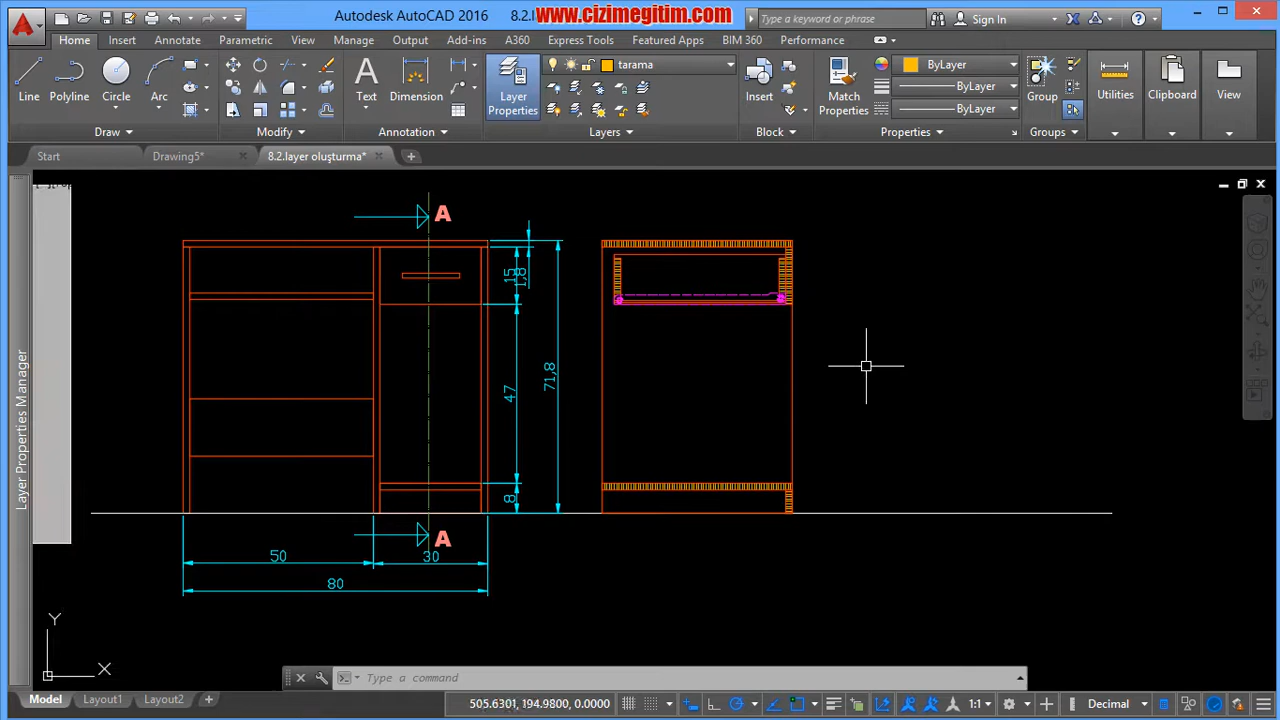 Autodesk AutoCAD 2016 8.2.l www.cizimegitim.com Type a keyword or phrase Sign In
Home Insert Annotate Parametric View Manage Output Add-ins A360 Express Tools Featured Apps BIM 360 Performance
tarama ByLayer
ByLayer
ByLayer
Line Polyline Circle Arc Text Dimension Layer Properties Insert Match Properties Group Utilities Clipboard View
Draw Modify Annotation Layers Block Properties Groups
Start Drawing5* 8.2.layer oluşturma*
A
15
1,8
71,8
47
8
A
50
30
80
Layer Properties Manager
Y
X
Type a command
Model Layout1 Layout2 505.6301, 194.9800, 0.0000 1:1 Decimal